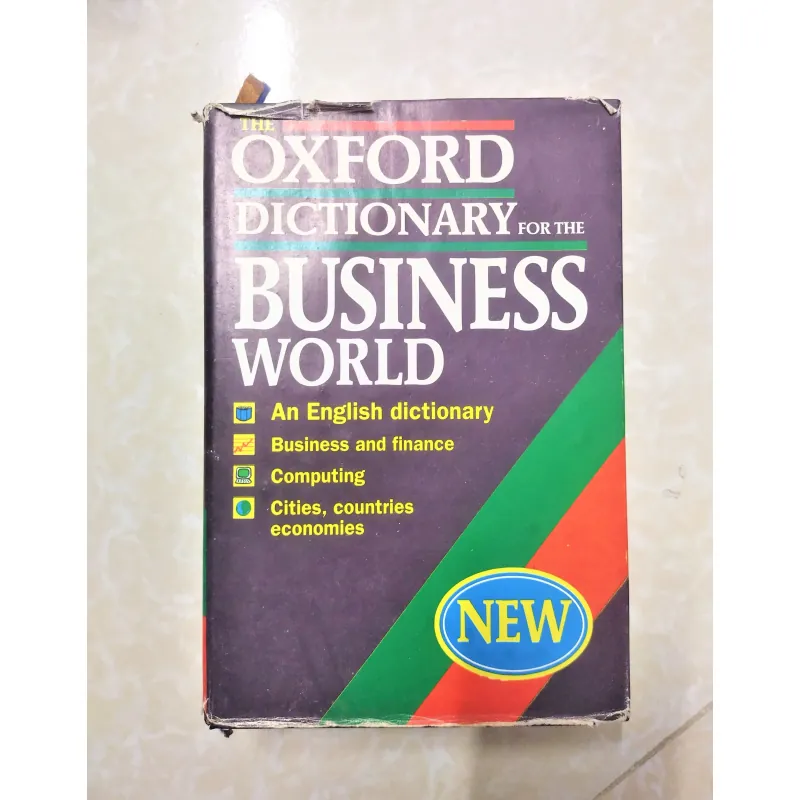 THE
OXFORD
DICTIONARY FOR THE
BUSINESS
WORLD
An English dictionary
Business and finance
Computing
Cities, countries
economies
NEW